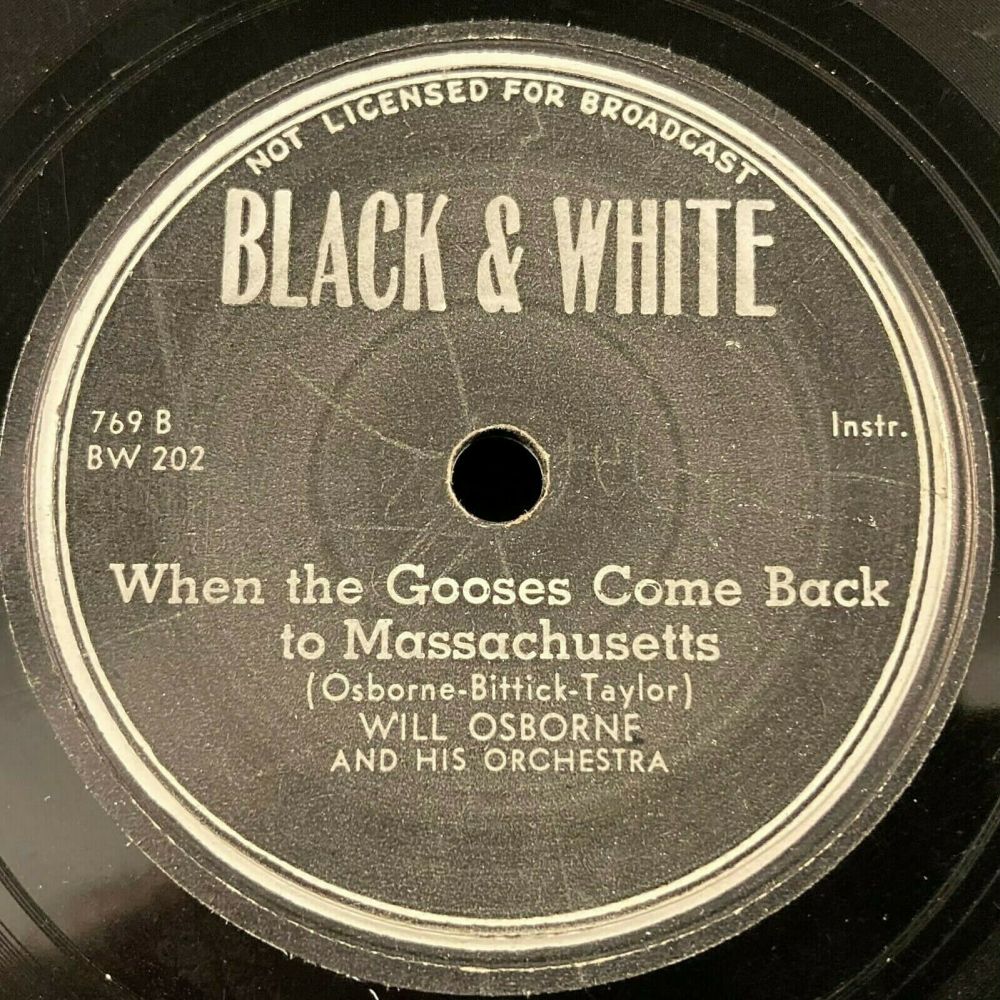 NOT LICENSED FOR BROADCAST
BLACK & WHITE
769 B
BW 202
Instr.
When the Gooses Come Back
to Massachusetts
(Osborne-Bittick-Taylor)
WILL OSBORNE
AND HIS ORCHESTRA